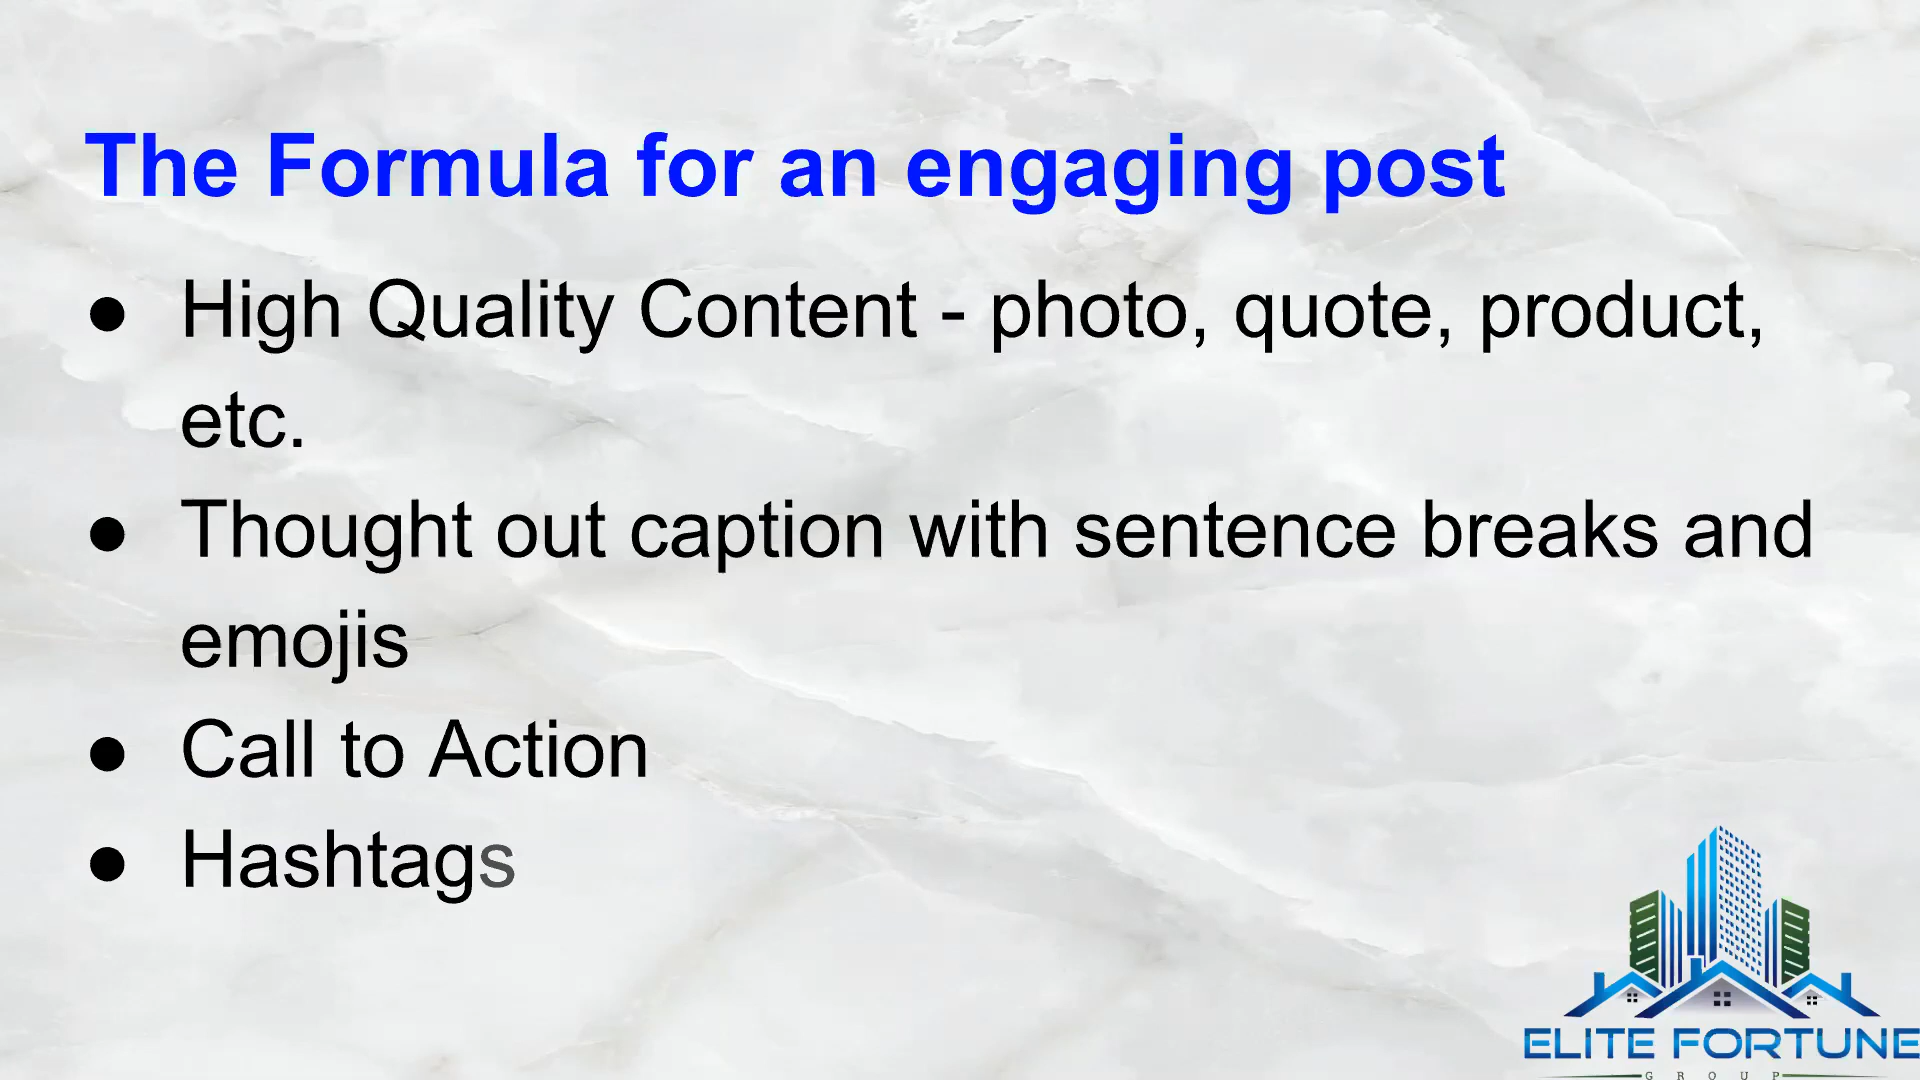 The Formula for an engaging post
● High Quality Content - photo, quote, product,
etc.
● Thought out caption with sentence breaks and
emojis
● Call to Action
● Hashtags
ELITE FORTUNE
GROUP